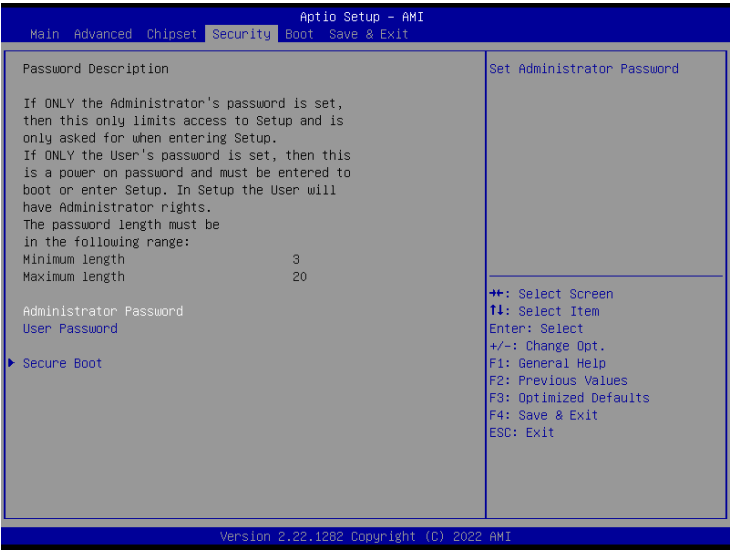 Aptio Setup - AMI
Main Advanced Chipset Security Boot Save & Exit
Password Description
If ONLY the Administrator's password is set,
then this only limits access to Setup and is
only asked for when entering Setup.
If ONLY the User's password is set, then this
is a power on password and must be entered to
boot or enter Setup. In Setup the User will
have Administrator rights.
The password length must be
in the following range:
Minimum length 3
Maximum length 20
Administrator Password
User Password
Secure Boot
Set Administrator Password
→←: Select Screen
↑↓: Select Item
Enter: Select
+/-: Change Opt.
F1: General Help
F2: Previous Values
F3: Optimized Defaults
F4: Save & Exit
ESC: Exit
Version 2.22.1282 Copyright (C) 2022 AMI